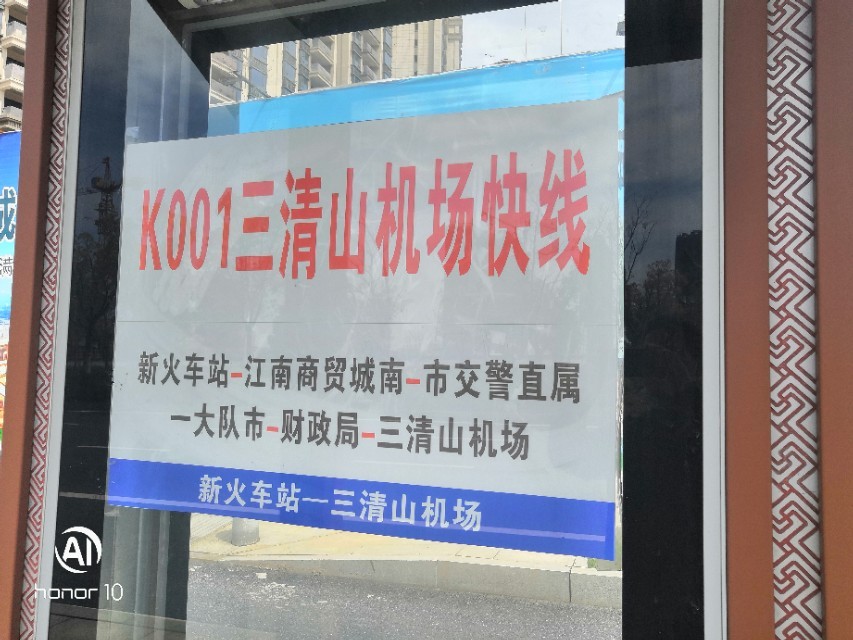 K001三清山机场快线
新火车站-江南商贸城南-市交警直属
一大队市-财政局-三清山机场
新火车站—三清山机场
AI
honor 10